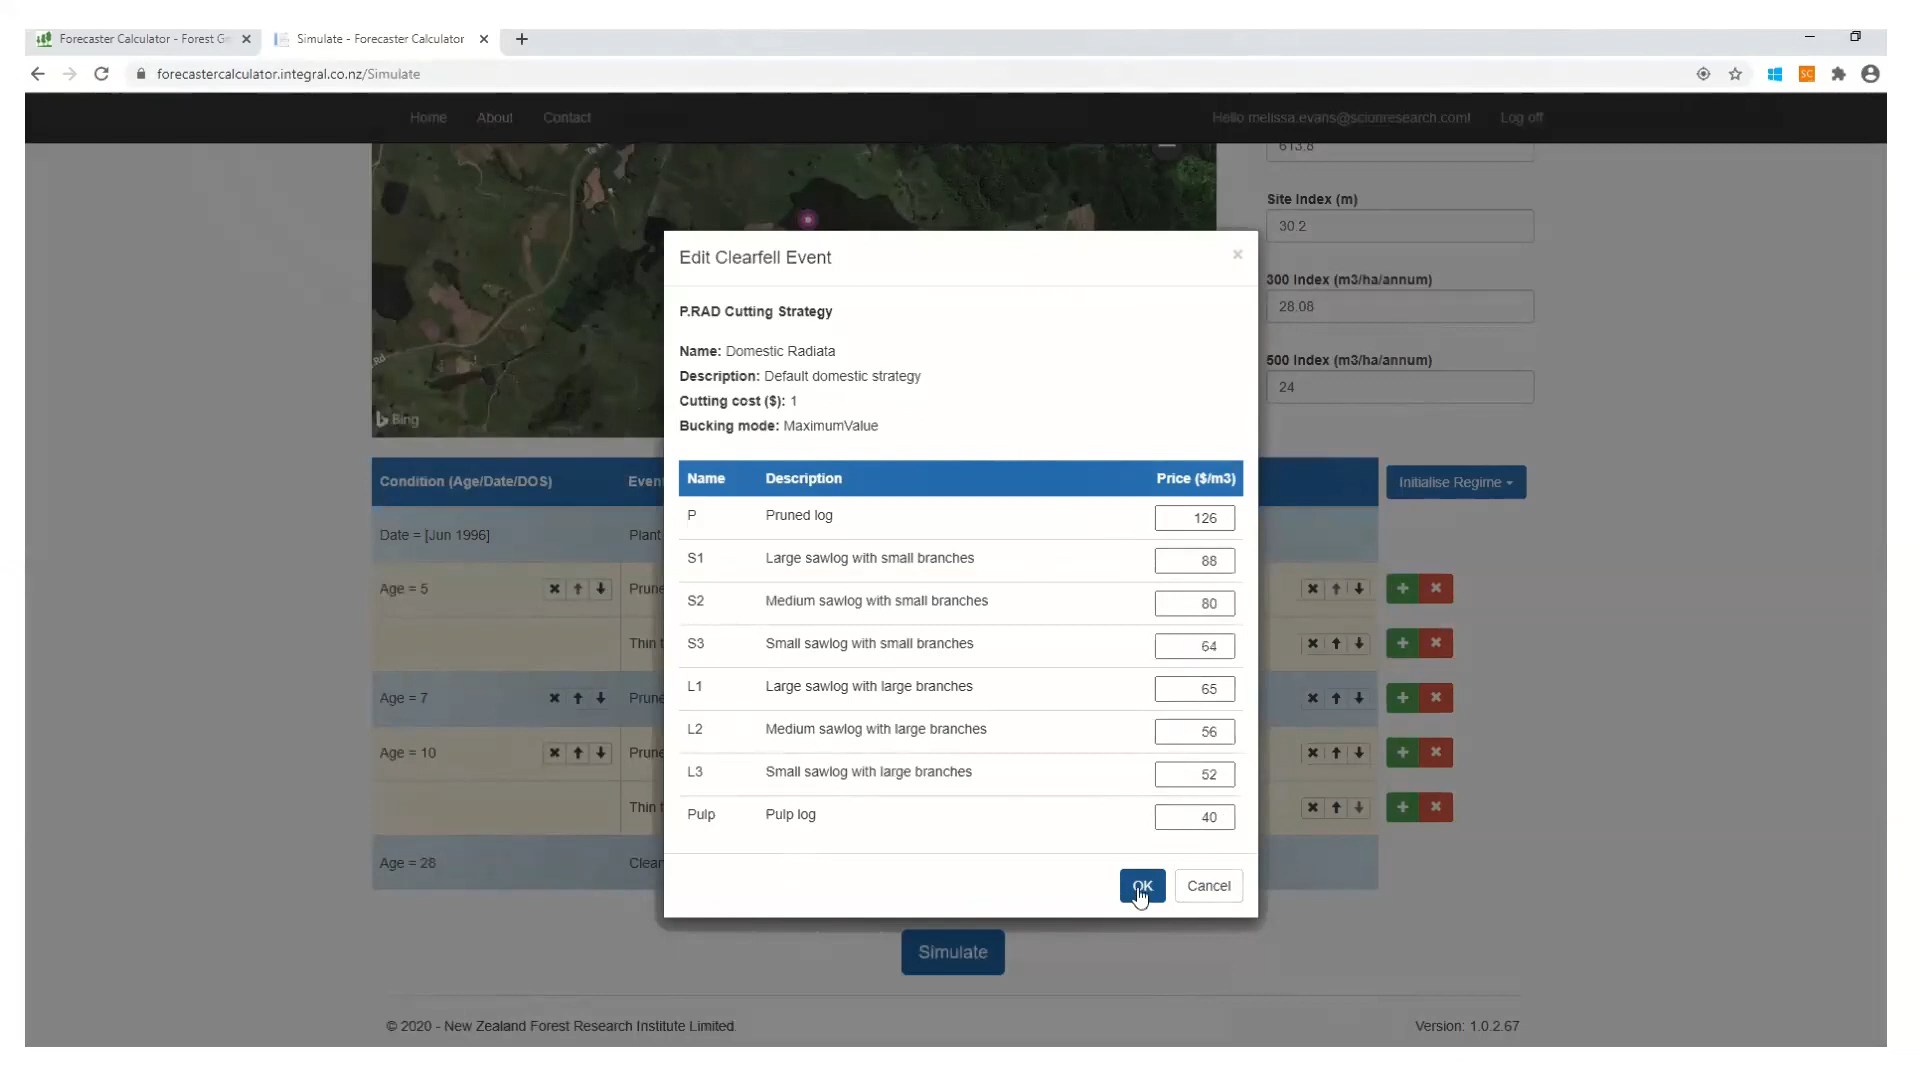 Forecaster Calculator - Forest G
Simulate - Forecaster Calculator
forecastercalculator.integral.co.nz/Simulate
SC
Home About Contact Hello melissa.evans@scionresearch.com! Log off
613.8
Site Index (m)
30.2
300 Index (m3/ha/annum)
28.08
500 Index (m3/ha/annum)
24
Rd
Bing
Edit Clearfell Event
P.RAD Cutting Strategy
Name: Domestic Radiata
Description: Default domestic strategy
Cutting cost ($): 1
Bucking mode: MaximumValue
Name Description Price ($/m3)
P Pruned log 126
S1 Large sawlog with small branches 88
S2 Medium sawlog with small branches 80
S3 Small sawlog with small branches 64
L1 Large sawlog with large branches 65
L2 Medium sawlog with large branches 56
L3 Small sawlog with large branches 52
Pulp Pulp log 40
OK Cancel
Condition (Age/Date/DOS) Even
Initialise Regime
Date = [Jun 1996] Plant
Age = 5 Prune
Thin t
Age = 7 Prune
Age = 10 Prune
Thin t
Age = 28 Clear
Simulate
© 2020 - New Zealand Forest Research Institute Limited. Version: 1.0.2.67